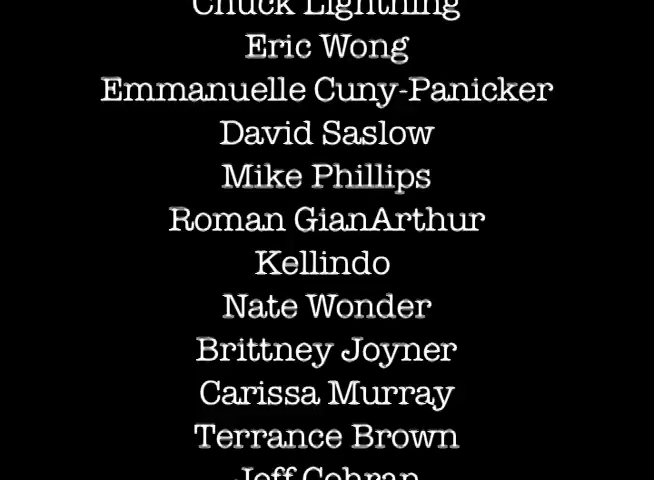 Chuck Lightning
Eric Wong
Emmanuelle Cuny-Panicker
David Saslow
Mike Phillips
Roman GianArthur
Kellindo
Nate Wonder
Brittney Joyner
Carissa Murray
Terrance Brown
Jeff Cohran